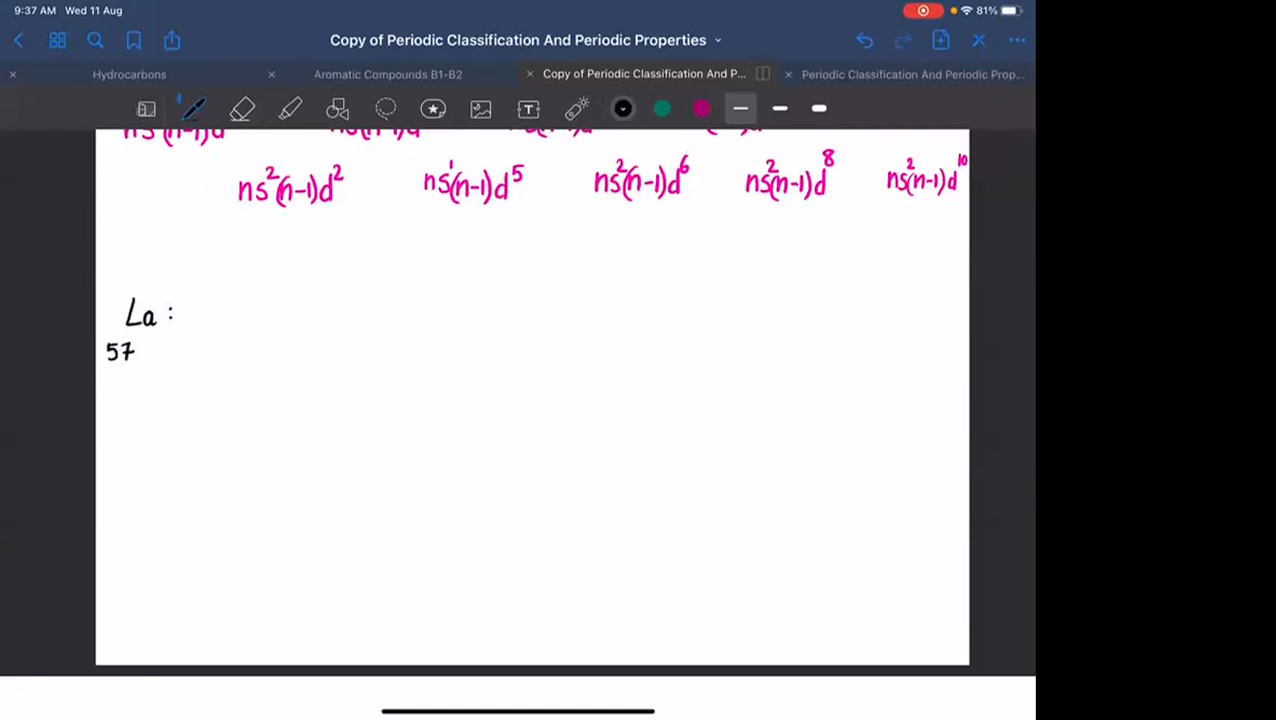 9:37 AM Wed 11 Aug 81%
Copy of Periodic Classification And Periodic Properties
Hydrocarbons Aromatic Compounds B1-B2 Copy of Periodic Classification And P... Periodic Classification And Periodic Prop...
ns²(n-1)d² ns¹(n-1)d⁵ ns²(n-1)d⁶ ns²(n-1)d⁸ ns²(n-1)d¹⁰
La :
57